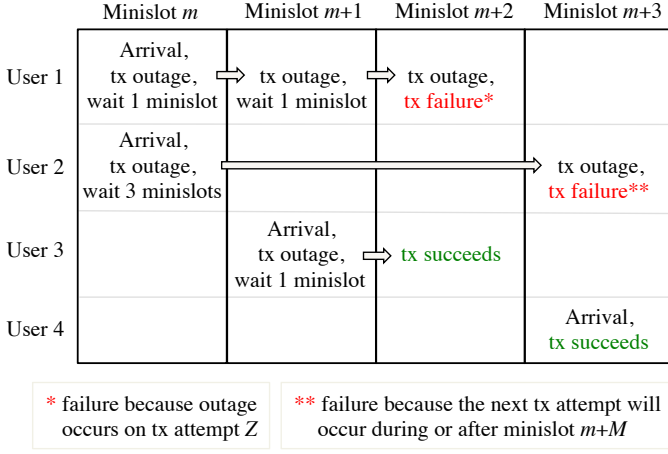 Minislot m Minislot m+1 Minislot m+2 Minislot m+3
User 1
Arrival,
tx outage,
wait 1 minislot
tx outage,
wait 1 minislot
tx outage,
tx failure*
User 2
Arrival,
tx outage,
wait 3 minislots
tx outage,
tx failure**
User 3
Arrival,
tx outage,
wait 1 minislot
tx succeeds
User 4
Arrival,
tx succeeds
* failure because outage
occurs on tx attempt Z
** failure because the next tx attempt will
occur during or after minislot m+M